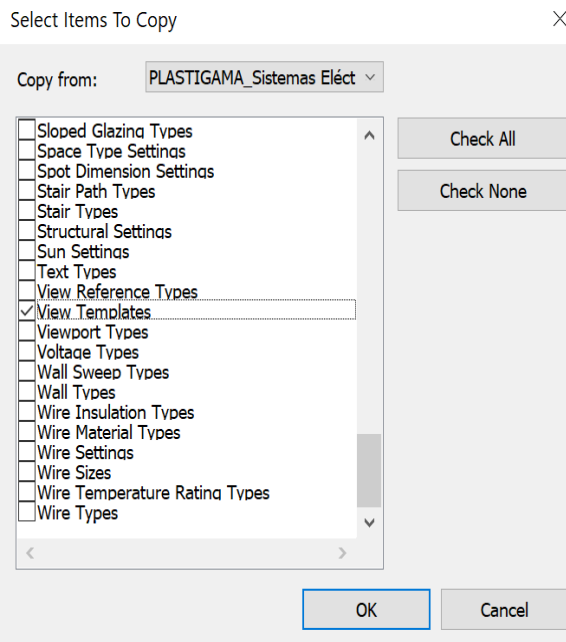 Select Items To Copy
Copy from:
PLASTIGAMA_Sistemas Eléct
Sloped Glazing Types
Space Type Settings
Spot Dimension Settings
Stair Path Types
Stair Types
Structural Settings
Sun Settings
Text Types
View Reference Types
View Templates
Viewport Types
Voltage Types
Wall Sweep Types
Wall Types
Wire Insulation Types
Wire Material Types
Wire Settings
Wire Sizes
Wire Temperature Rating Types
Wire Types
Check All
Check None
OK
Cancel